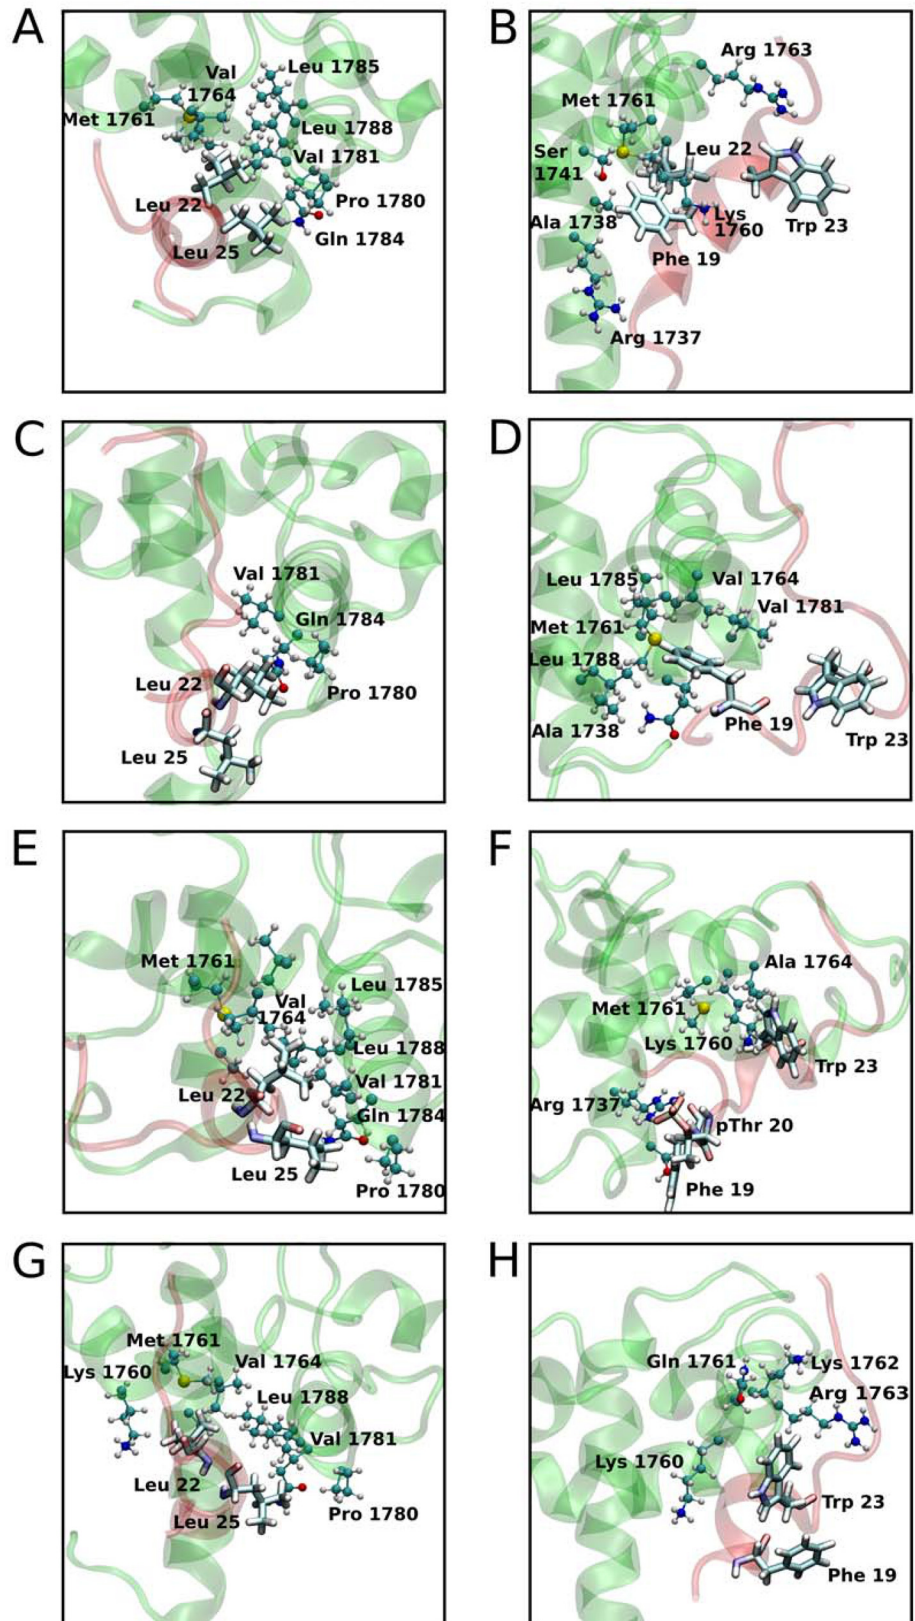 A
Val
1764
Leu 1785
Met 1761
Leu 1788
Val 1781
Leu 22
Pro 1780
Leu 25
Gln 1784
B
Arg 1763
Met 1761
Ser
1741
Leu 22
Ala 1738
Lys
1760
Trp 23
Phe 19
Arg 1737
C
Val 1781
Gln 1784
Leu 22
Pro 1780
Leu 25
D
Leu 1785
Val 1764
Val 1781
Met 1761
Leu 1788
Ala 1738
Phe 19
Trp 23
E
Met 1761
Leu 1785
Val
1764
Leu 1788
Val 1781
Leu 22
Gln 1784
Leu 25
Pro 1780
F
Ala 1764
Met 1761
Lys 1760
Trp 23
Arg 1737
pThr 20
Phe 19
G
Met 1761
Lys 1760
Val 1764
Leu 1788
Val 1781
Leu 22
Pro 1780
Leu 25
H
Gln 1761
Lys 1762
Arg 1763
Lys 1760
Trp 23
Phe 19